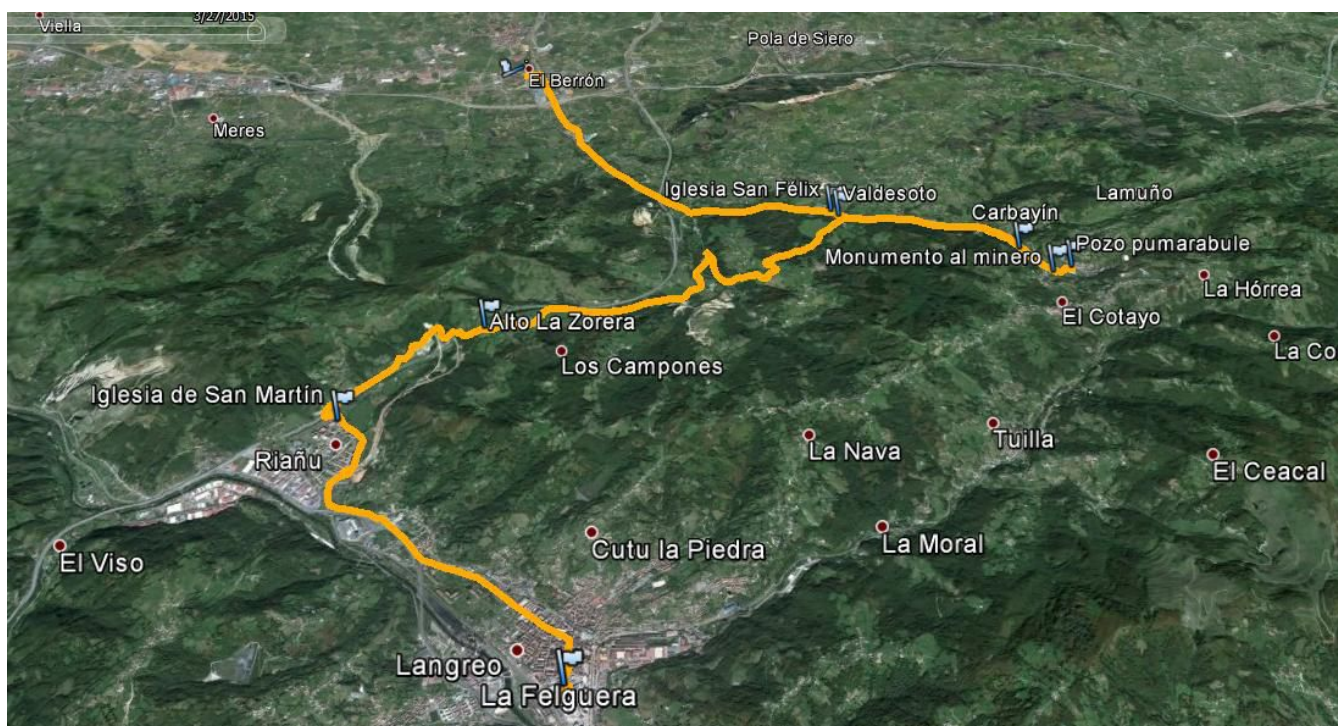 3/27/2015
Viella
Pola de Siero
El Berrón
Meres
Iglesia San Félix
Valdesoto
Lamuño
Carbayín
Pozo pumarabule
Monumento al minero
La Hórrea
El Cotayo
Alto La Zorera
La Co
Los Campones
Iglesia de San Martín
Riañu
La Nava
Tuilla
El Ceacal
El Viso
Cutu la Piedra
La Moral
Langreo
La Felguera